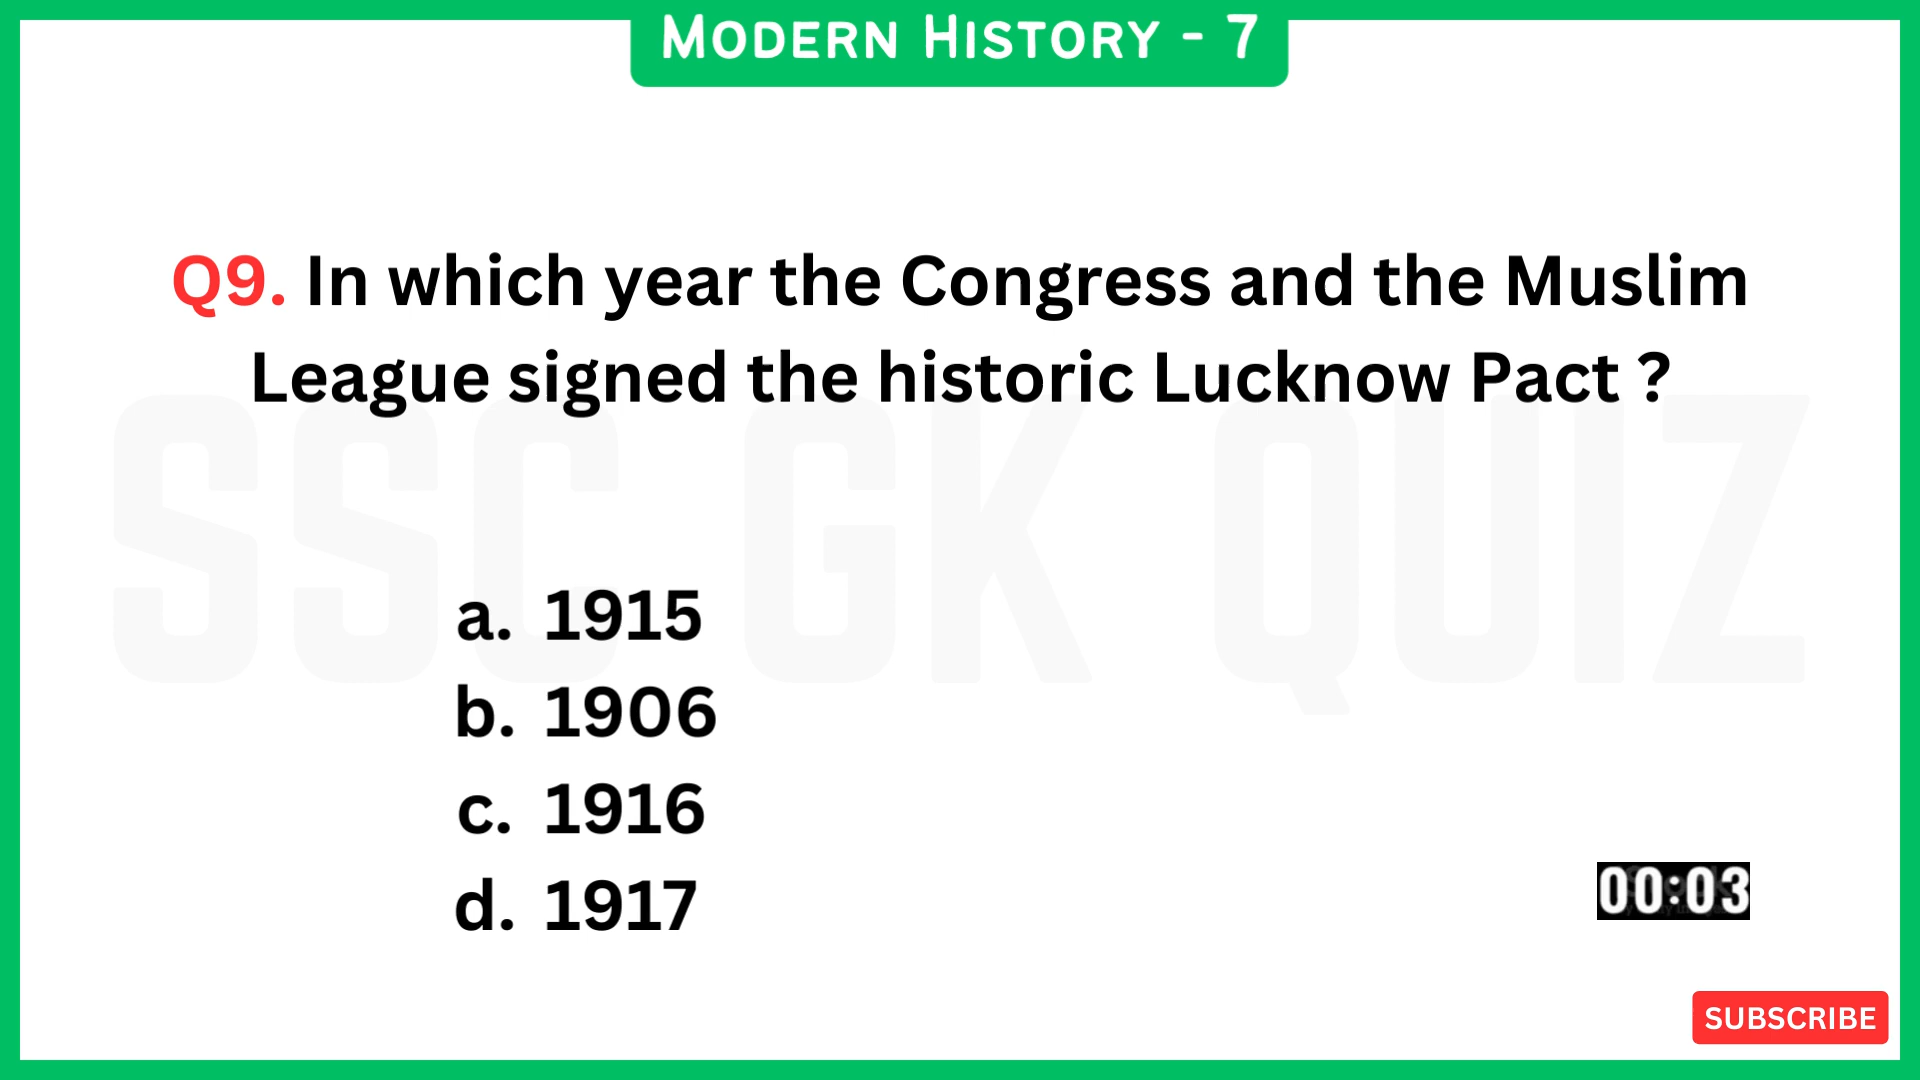 MODERN HISTORY - 7
Q9. In which year the Congress and the Muslim
League signed the historic Lucknow Pact ?
SSC GK QUIZ
a. 1915
b. 1906
c. 1916
d. 1917
00:03
SUBSCRIBE